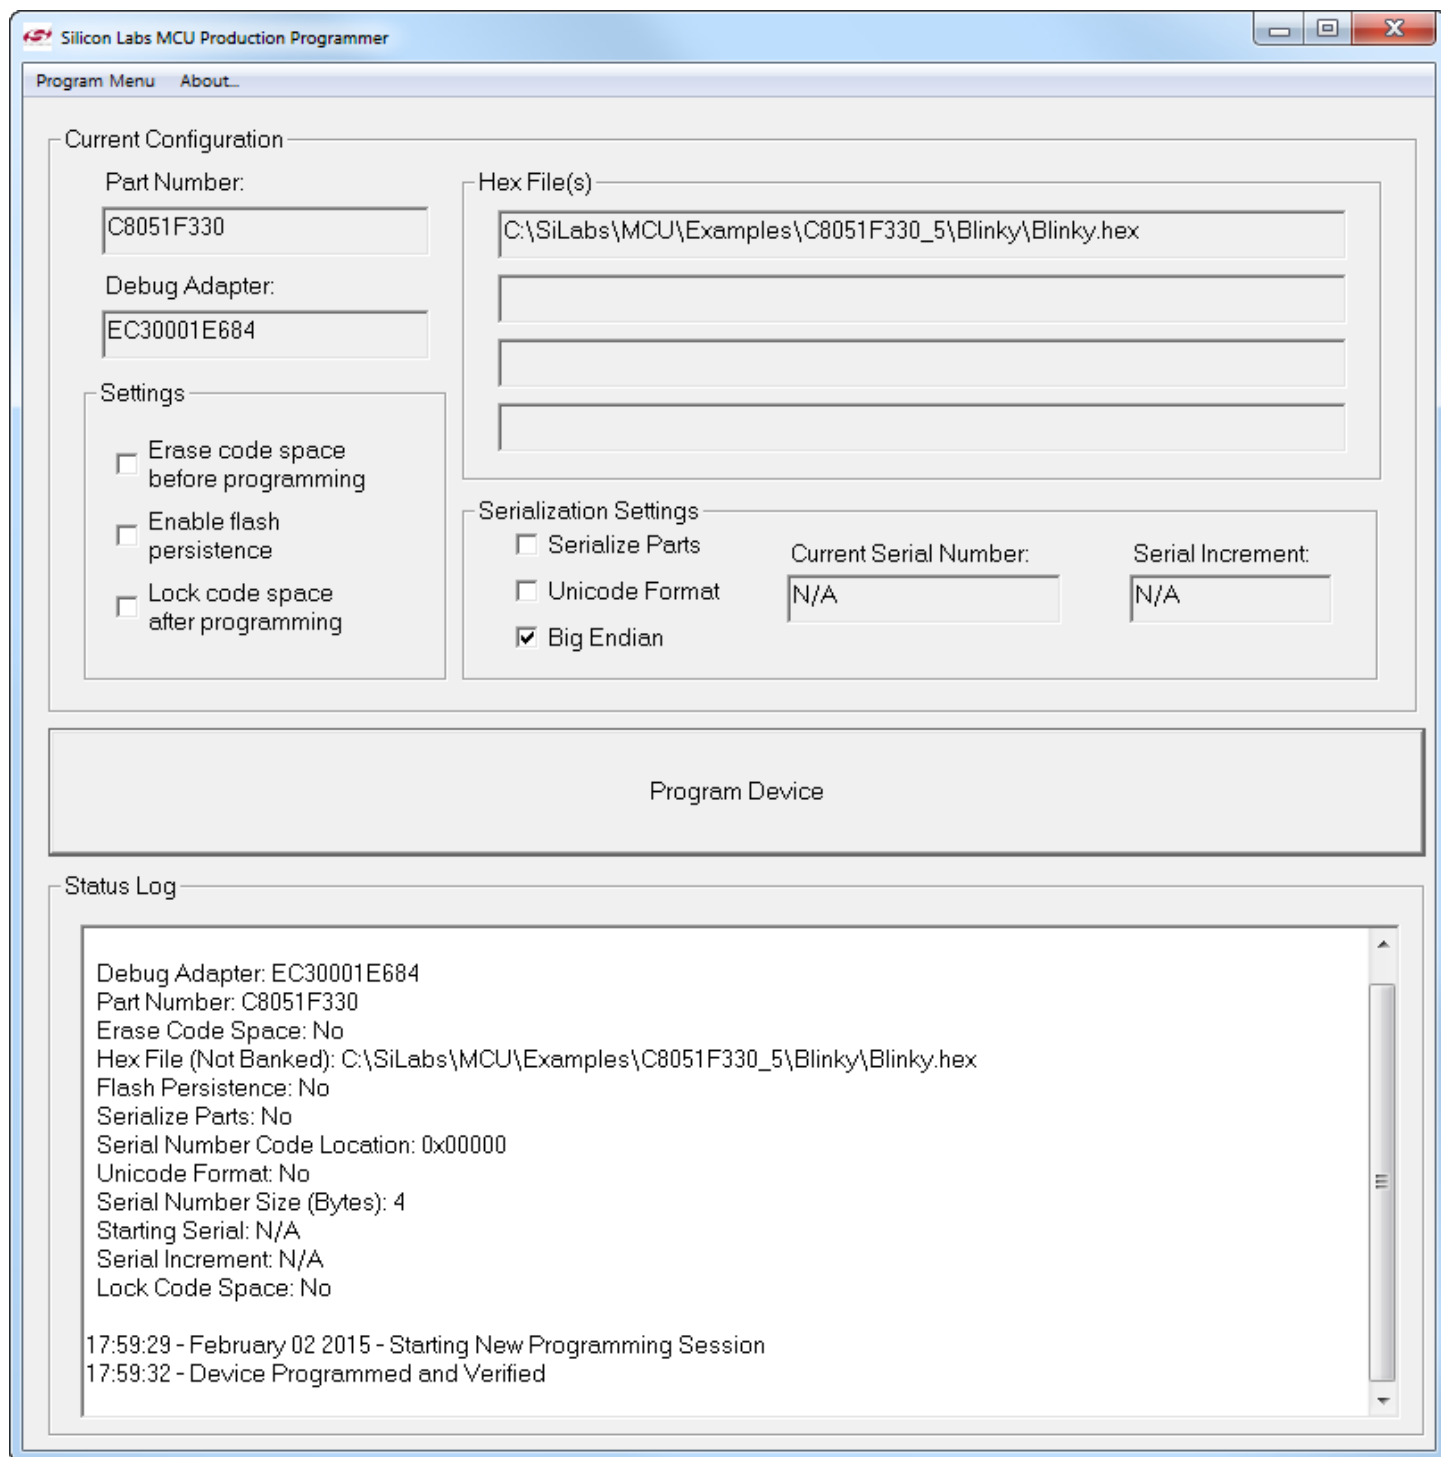 Silicon Labs MCU Production Programmer
Program Menu About...
Current Configuration
Part Number:
C8051F330
Debug Adapter:
EC30001E684
Hex File(s)
C:\SiLabs\MCU\Examples\C8051F330_5\Blinky\Blinky.hex
Settings
Erase code space
before programming
Enable flash
persistence
Lock code space
after programming
Serialization Settings
Serialize Parts
Unicode Format
Big Endian
Current Serial Number:
N/A
Serial Increment:
N/A
Program Device
Status Log
Debug Adapter: EC30001E684
Part Number: C8051F330
Erase Code Space: No
Hex File (Not Banked): C:\SiLabs\MCU\Examples\C8051F330_5\Blinky\Blinky.hex
Flash Persistence: No
Serialize Parts: No
Serial Number Code Location: 0x00000
Unicode Format: No
Serial Number Size (Bytes): 4
Starting Serial: N/A
Serial Increment: N/A
Lock Code Space: No
17:59:29 - February 02 2015 - Starting New Programming Session
17:59:32 - Device Programmed and Verified